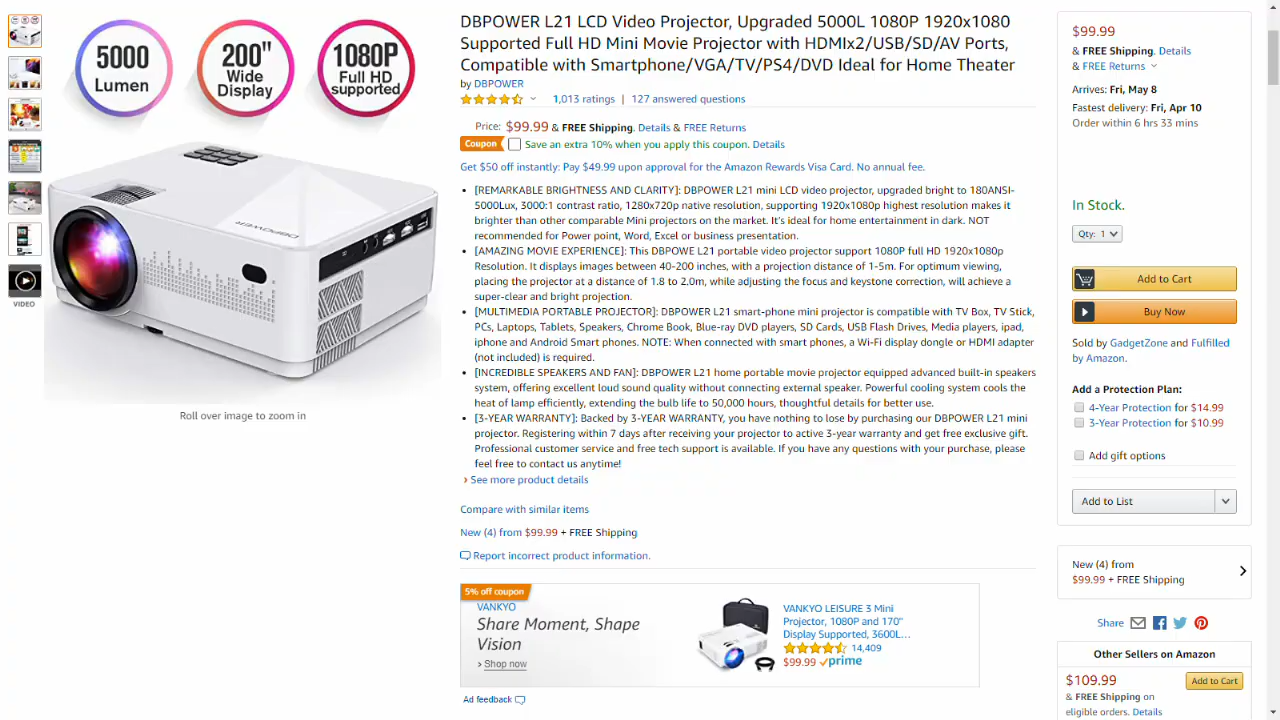 5000
Lumen
200"
Wide
Display
1080P
Full HD
supported
DBPOWER
VIDEO
Roll over image to zoom in
DBPOWER L21 LCD Video Projector, Upgraded 5000L 1080P 1920x1080
Supported Full HD Mini Movie Projector with HDMIx2/USB/SD/AV Ports,
Compatible with Smartphone/VGA/TV/PS4/DVD Ideal for Home Theater
by DBPOWER
1,013 ratings | 127 answered questions
Price: $99.99 & FREE Shipping. Details & FREE Returns
Coupon Save an extra 10% when you apply this coupon. Details
Get $50 off instantly: Pay $49.99 upon approval for the Amazon Rewards Visa Card. No annual fee.
• [REMARKABLE BRIGHTNESS AND CLARITY]: DBPOWER L21 mini LCD video projector, upgraded bright to 180ANSI-
5000Lux, 3000:1 contrast ratio, 1280x720p native resolution, supporting 1920x1080p highest resolution makes it
brighter than other comparable Mini projectors on the market. It's ideal for home entertainment in dark. NOT
recommended for Power point, Word, Excel or business presentation.
• [AMAZING MOVIE EXPERIENCE]: This DBPOWE L21 portable video projector support 1080P full HD 1920x1080p
Resolution. It displays images between 40-200 inches, with a projection distance of 1-5m. For optimum viewing,
placing the projector at a distance of 1.8 to 2.0m, while adjusting the focus and keystone correction, will achieve a
super-clear and bright projection.
• [MULTIMEDIA PORTABLE PROJECTOR]: DBPOWER L21 smart-phone mini projector is compatible with TV Box, TV Stick,
PCs, Laptops, Tablets, Speakers, Chrome Book, Blue-ray DVD players, SD Cards, USB Flash Drives, Media players, ipad,
iphone and Android Smart phones. NOTE: When connected with smart phones, a Wi-Fi display dongle or HDMI adapter
(not included) is required.
• [INCREDIBLE SPEAKERS AND FAN]: DBPOWER L21 home portable movie projector equipped advanced built-in speakers
system, offering excellent loud sound quality without connecting external speaker. Powerful cooling system cools the
heat of lamp efficiently, extending the bulb life to 50,000 hours, thoughtful details for better use.
• [3-YEAR WARRANTY]: Backed by 3-YEAR WARRANTY, you have nothing to lose by purchasing our DBPOWER L21 mini
projector. Registering within 7 days after receiving your projector to active 3-year warranty and get free exclusive gift.
Professional customer service and free tech support is available. If you have any questions with your purchase, please
feel free to contact us anytime!
› See more product details
Compare with similar items
New (4) from $99.99 + FREE Shipping
Report incorrect product information.
5% off coupon
VANKYO
Share Moment, Shape
Vision
› Shop now
VANKYO LEISURE 3 Mini
Projector, 1080P and 170"
Display Supported, 3600L...
14,409
$99.99 prime
Ad feedback
$99.99
& FREE Shipping. Details
& FREE Returns
Arrives: Fri, May 8
Fastest delivery: Fri, Apr 10
Order within 6 hrs 33 mins
In Stock.
Qty: 1
Add to Cart
Buy Now
Sold by GadgetZone and Fulfilled
by Amazon.
Add a Protection Plan:
4-Year Protection for $14.99
3-Year Protection for $10.99
Add gift options
Add to List
New (4) from
$99.99 + FREE Shipping
Share
Other Sellers on Amazon
$109.99 Add to Cart
& FREE Shipping on
eligible orders. Details